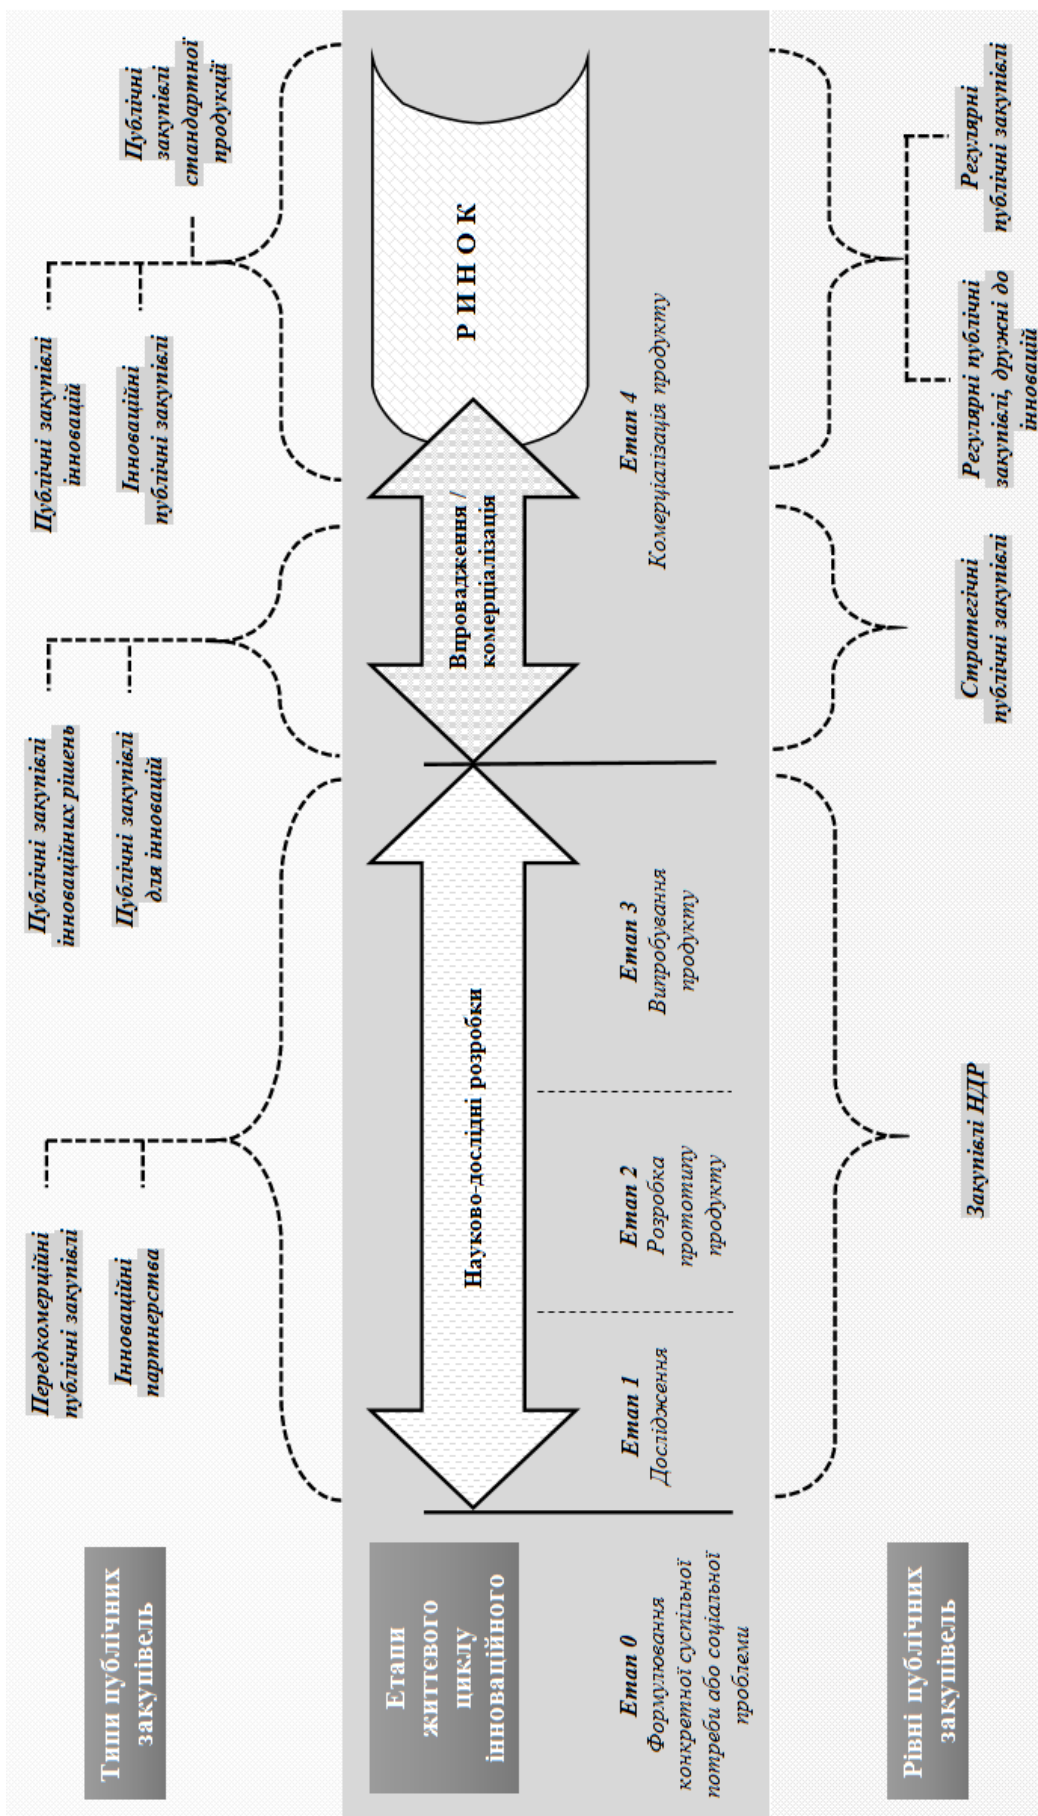 Типи публічних
закупівель
Передкомерційні
публічні закупівлі
Інноваційні
партнерства
Публічні закупівлі
інноваційних рішень
Публічні закупівлі
для інновацій
Публічні закупівлі
інновацій
Інноваційні
публічні закупівлі
Публічні
закупівлі
стандартної
продукції
Етапи
життєвого
циклу
інноваційного
Науково-дослідні розробки
Впровадження /
комерціалізація
РИНОК
Етап 0
Формулювання
конкретної суспільної
потреби або соціальної
проблеми
Етап 1
Дослідження
Етап 2
Розробка
прототипу
продукту
Етап 3
Випробування
продукту
Етап 4
Комерціалізація продукту
Рівні публічних
закупівель
Закупівлі НДР
Стратегічні
публічні закупівлі
Регулярні публічні
закупівлі, дружні до
інновацій
Регулярні
публічні закупівлі